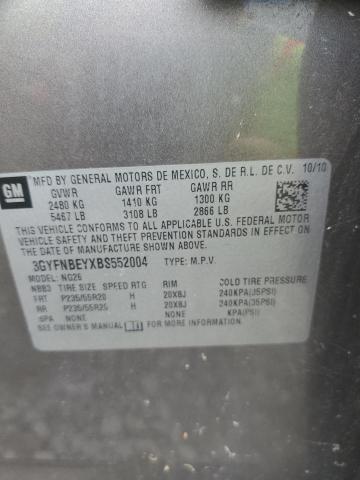 GM
MFD BY GENERAL MOTORS DE MEXICO, S. DE R.L. DE C.V. 10/10
GVWR GAWR FRT GAWR RR
2480 KG 1410 KG 1300 KG
5467 LB 3108 LB 2866 LB
THIS VEHICLE CONFORMS TO ALL APPLICABLE U.S. FEDERAL MOTOR
VEHICLE SAFETY AND THEFT PREVENTION STANDARDS IN EFFECT ON
THE DATE OF MANUFACTURE SHOWN ABOVE.
3GYFNBEYXBS552004 TYPE: M.P.V.
MODEL: NG26
NBB3 TIRE SIZE SPEED RTG RIM COLD TIRE PRESSURE
FRT P235/55R20 H 20X8J 240KPA(35PSI)
RR P235/55R20 H 20X8J 240KPA(35PSI)
SPA NONE NONE KPA(PSI)
SEE OWNER'S MANUAL FOR MORE INFORMATION.